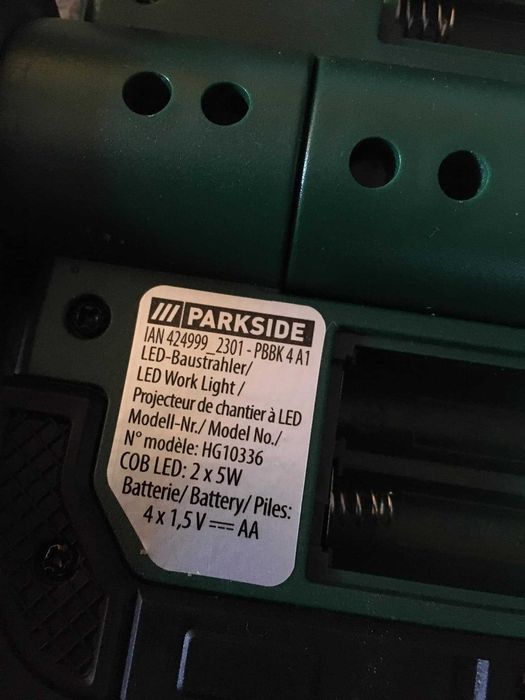 /// PARKSIDE
IAN 424999_2301 - PBBK 4 A1
LED-Baustrahler/
LED Work Light /
Projecteur de chantier à LED
Modell-Nr./ Model No./
N° modèle: HG10336
COB LED: 2 x 5W
Batterie/ Battery/ Piles:
4 x 1,5 V ⎓ AA